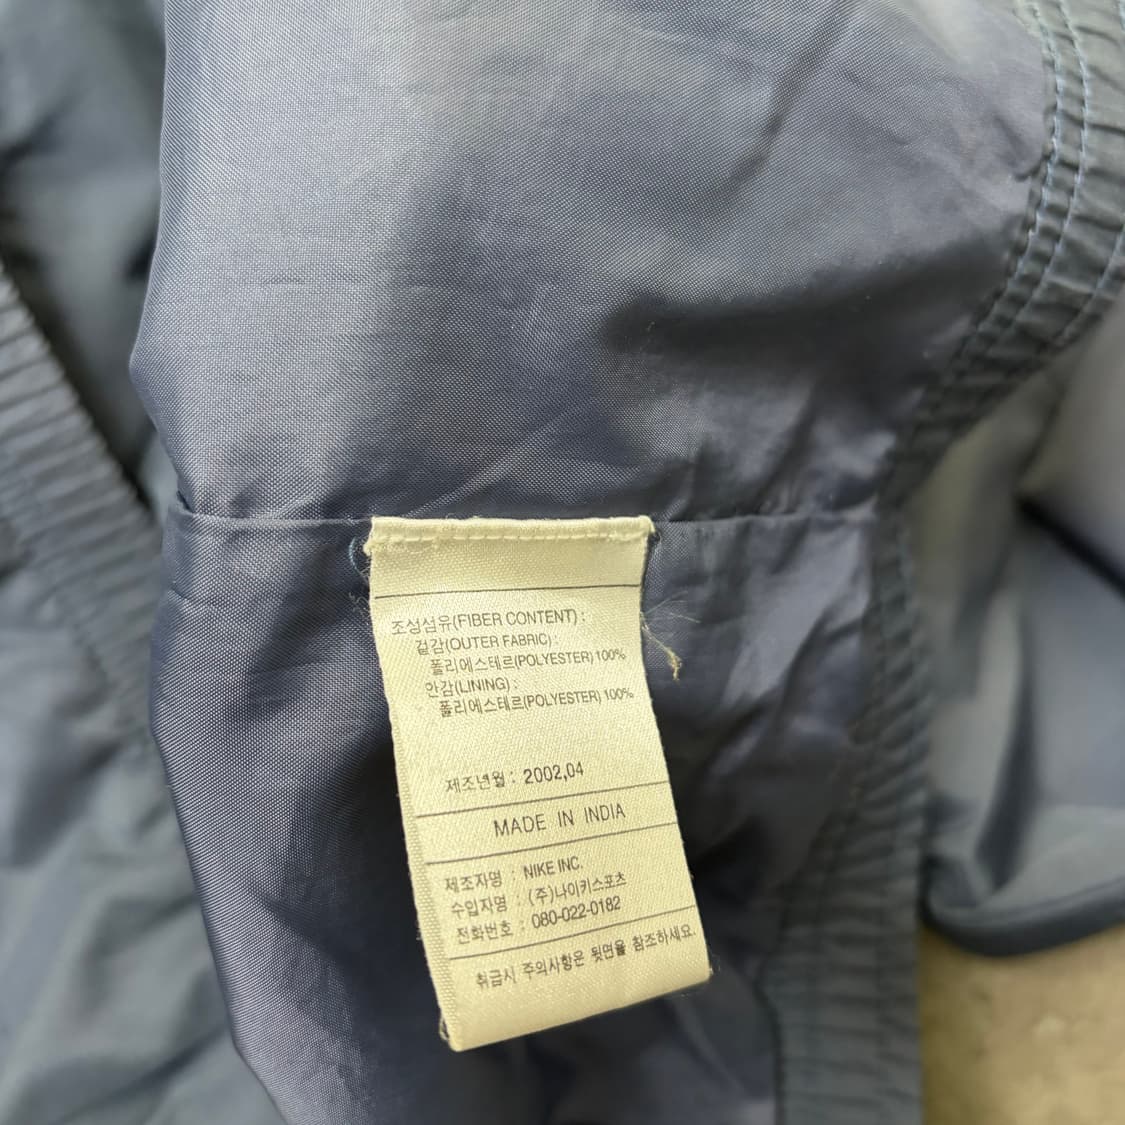 조성섬유(FIBER CONTENT) :
겉감(OUTER FABRIC) :
폴리에스테르(POLYESTER) 100%
안감(LINING) :
폴리에스테르(POLYESTER) 100%
제조년월 : 2002,04
MADE IN INDIA
제조자명 : NIKE INC.
수입자명 : (주)나이키스포츠
전화번호 : 080-022-0182
취급시 주의사항은 뒷면을 참조하세요.